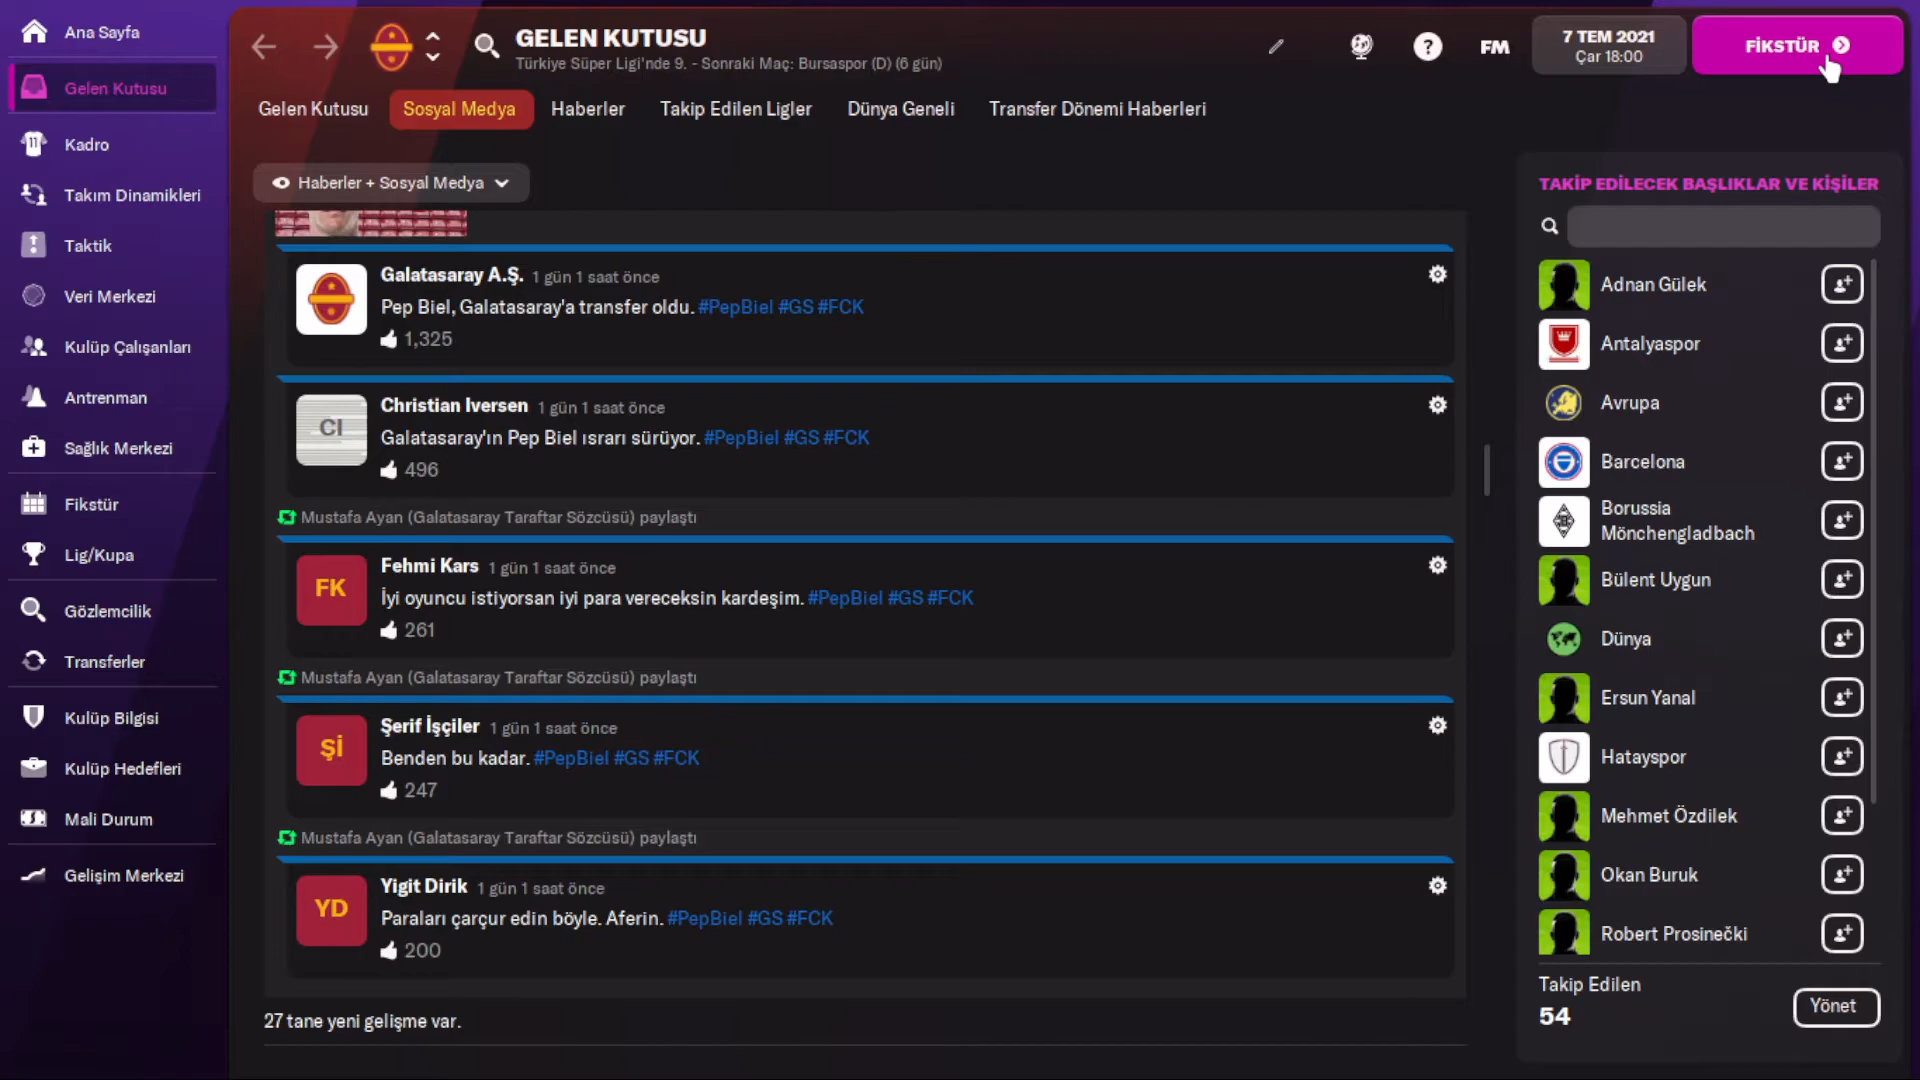 Ana Sayfa
Gelen Kutusu
Kadro
Takım Dinamikleri
Taktik
Veri Merkezi
Kulüp Çalışanları
Antrenman
Sağlık Merkezi
Fikstür
Lig/Kupa
Gözlemcilik
Transferler
Kulüp Bilgisi
Kulüp Hedefleri
Mali Durum
Gelişim Merkezi
GELEN KUTUSU
Türkiye Süper Ligi'nde 9. - Sonraki Maç: Bursaspor (D) (6 gün)
FM
7 TEM 2021
Çar 18:00
FİKSTÜR
Gelen Kutusu Sosyal Medya Haberler Takip Edilen Ligler Dünya Geneli Transfer Dönemi Haberleri
Haberler + Sosyal Medya
Galatasaray A.Ş. 1 gün 1 saat önce
Pep Biel, Galatasaray'a transfer oldu. #PepBiel #GS #FCK
1,325
CI
Christian Iversen 1 gün 1 saat önce
Galatasaray'ın Pep Biel ısrarı sürüyor. #PepBiel #GS #FCK
496
Mustafa Ayan (Galatasaray Taraftar Sözcüsü) paylaştı
FK
Fehmi Kars 1 gün 1 saat önce
İyi oyuncu istiyorsan iyi para vereceksin kardeşim. #PepBiel #GS #FCK
261
Mustafa Ayan (Galatasaray Taraftar Sözcüsü) paylaştı
Şİ
Şerif İşçiler 1 gün 1 saat önce
Benden bu kadar. #PepBiel #GS #FCK
247
Mustafa Ayan (Galatasaray Taraftar Sözcüsü) paylaştı
YD
Yigit Dirik 1 gün 1 saat önce
Paraları çarçur edin böyle. Aferin. #PepBiel #GS #FCK
200
27 tane yeni gelişme var.
TAKİP EDİLECEK BAŞLIKLAR VE KİŞİLER
Adnan Gülek
Antalyaspor
Avrupa
Barcelona
Borussia
Mönchengladbach
Bülent Uygun
Dünya
Ersun Yanal
Hatayspor
Mehmet Özdilek
Okan Buruk
Robert Prosinečki
Takip Edilen
54
Yönet